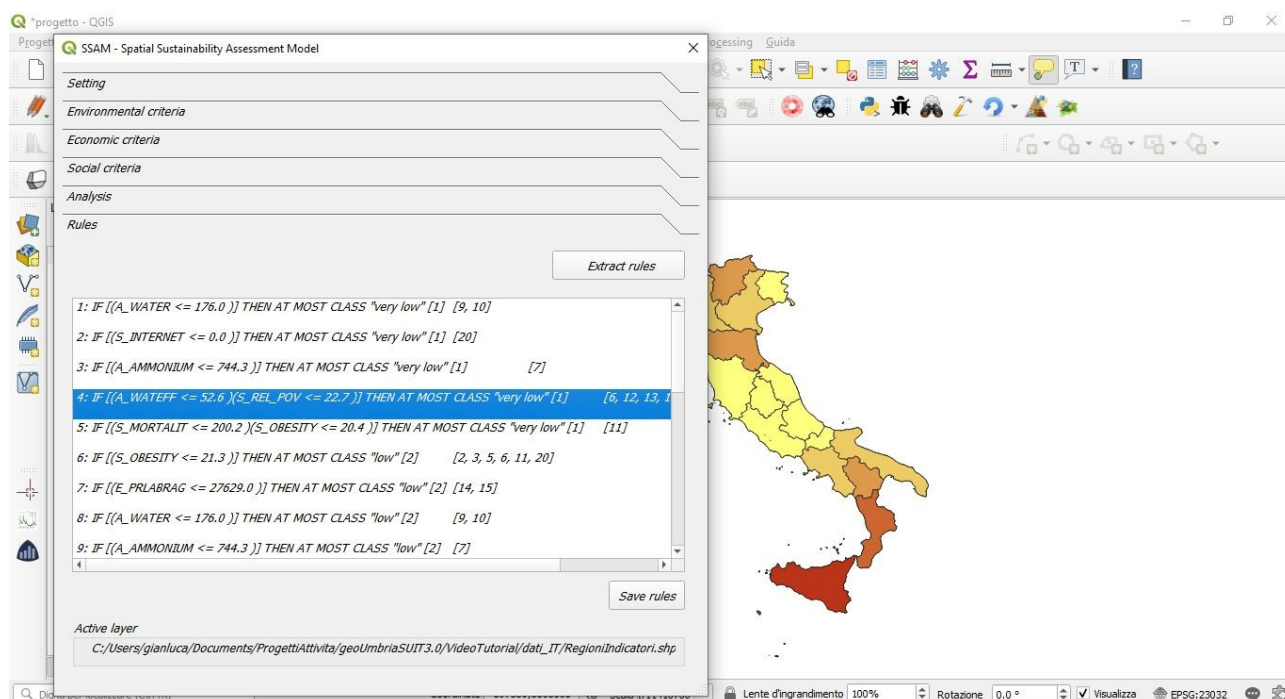 *progetto - QGIS
SSAM - Spatial Sustainability Assessment Model
Guida
Setting
Environmental criteria
Economic criteria
Social criteria
Analysis
Rules
Extract rules
1: IF [(A_WATER <= 176.0 )] THEN AT MOST CLASS "very low" [1] [9, 10]
2: IF [(S_INTERNET <= 0.0 )] THEN AT MOST CLASS "very low" [1] [20]
3: IF [(A_AMMONIUM <= 744.3 )] THEN AT MOST CLASS "very low" [1] [7]
4: IF [(A_WATEFF <= 52.6 )(S_REL_POV <= 22.7 )] THEN AT MOST CLASS "very low" [1] [6, 12, 13, 1
5: IF [(S_MORTALIT <= 200.2 )(S_OBESITY <= 20.4 )] THEN AT MOST CLASS "very low" [1] [11]
6: IF [(S_OBESITY <= 21.3 )] THEN AT MOST CLASS "low" [2] [2, 3, 5, 6, 11, 20]
7: IF [(E_PRLABRAG <= 27629.0 )] THEN AT MOST CLASS "low" [2] [14, 15]
8: IF [(A_WATER <= 176.0 )] THEN AT MOST CLASS "low" [2] [9, 10]
9: IF [(A_AMMONIUM <= 744.3 )] THEN AT MOST CLASS "low" [2] [7]
Save rules
Active layer
C:/Users/gianluca/Documents/ProgettiAttivita/geoUmbriaSUIT3.0/VideoTutorial/dati_IT/RegioniIndicatori.shp
Lente d'ingrandimento 100% Rotazione 0.0 ° Visualizza EPSG:23032